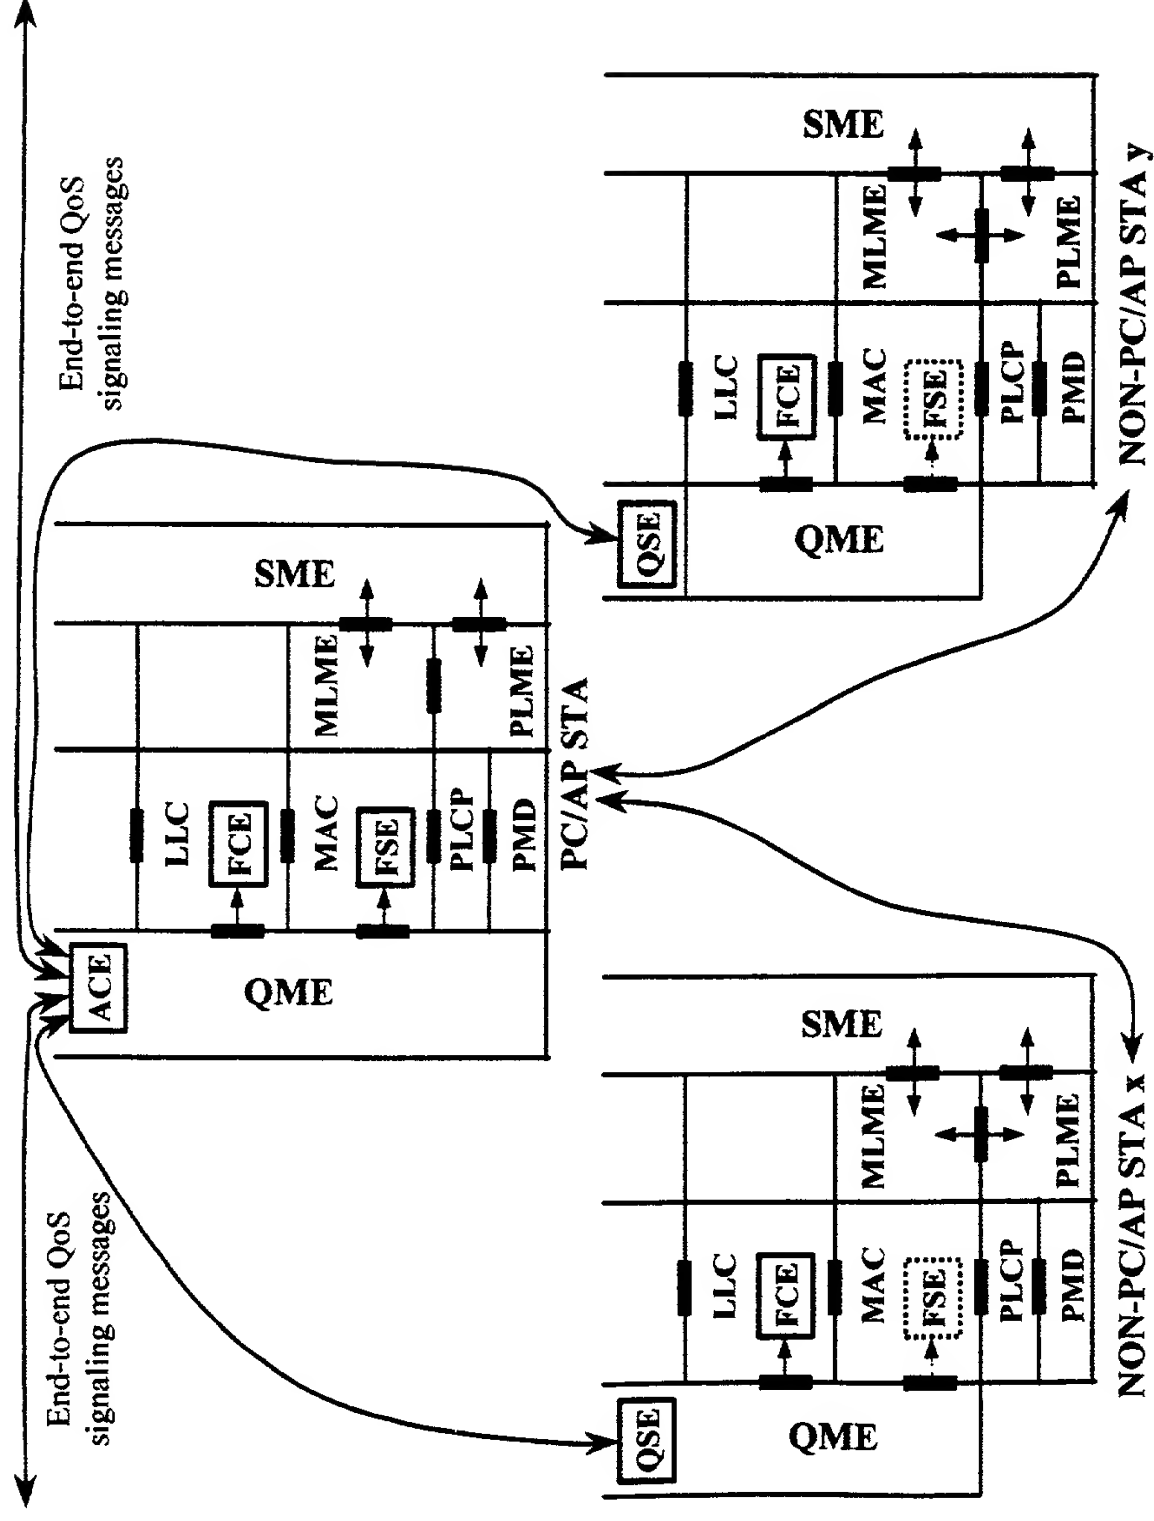 End-to-end QoS
signaling messages
End-to-end QoS
signaling messages
ACE
QME
LLC
FCE
MAC
FSE
PLCP
PMD
SME
MLME
PLME
PC/AP STA
QSE
QME
LLC
FCE
MAC
FSE
PLCP
PMD
SME
MLME
PLME
NON-PC/AP STA x
QSE
QME
LLC
FCE
MAC
FSE
PLCP
PMD
SME
MLME
PLME
NON-PC/AP STA y